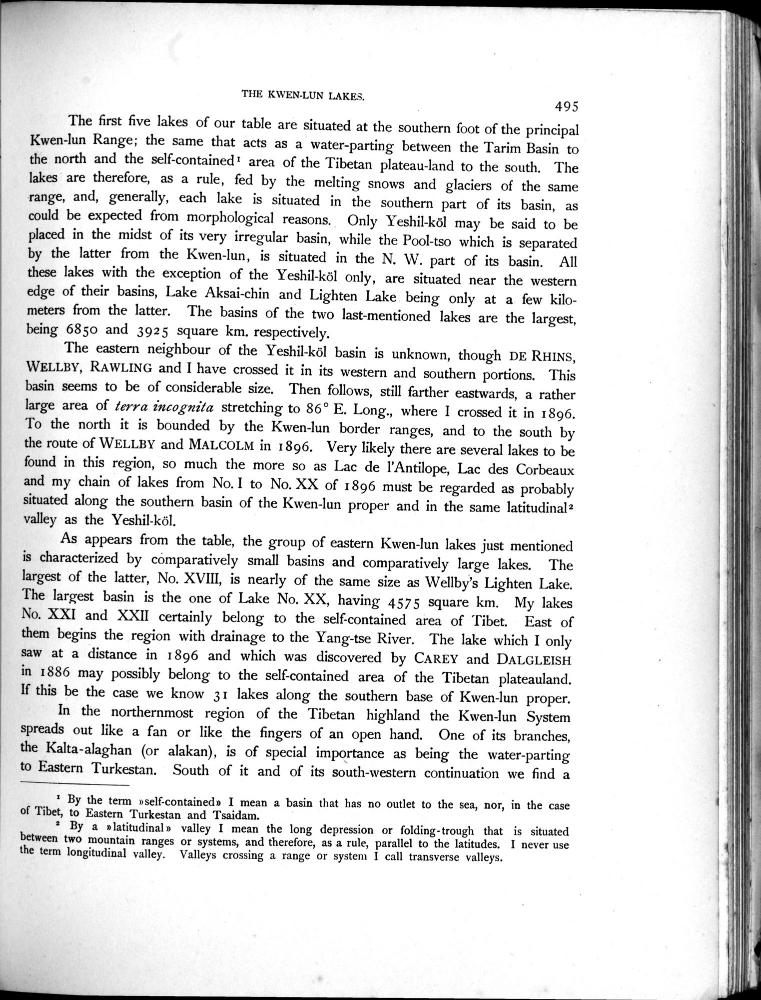 THE KWEN-LUN LAKES.
495
The first five lakes of our table are situated at the southern foot of the principal
Kwen-lun Range; the same that acts as a water-parting between the Tarim Basin to
the north and the self-contained¹ area of the Tibetan plateau-land to the south. The
lakes are therefore, as a rule, fed by the melting snows and glaciers of the same
range, and, generally, each lake is situated in the southern part of its basin, as
could be expected from morphological reasons. Only Yeshil-köl may be said to be
placed in the midst of its very irregular basin, while the Pool-tso which is separated
by the latter from the Kwen-lun, is situated in the N. W. part of its basin. All
these lakes with the exception of the Yeshil-köl only, are situated near the western
edge of their basins, Lake Aksai-chin and Lighten Lake being only at a few kilo-
meters from the latter. The basins of the two last-mentioned lakes are the largest,
being 6850 and 3925 square km. respectively.
The eastern neighbour of the Yeshil-köl basin is unknown, though DE RHINS,
WELLBY, RAWLING and I have crossed it in its western and southern portions. This
basin seems to be of considerable size. Then follows, still farther eastwards, a rather
large area of terra incognita stretching to 86° E. Long., where I crossed it in 1896.
To the north it is bounded by the Kwen-lun border ranges, and to the south by
the route of WELLBY and MALCOLM in 1896. Very likely there are several lakes to be
found in this region, so much the more so as Lac de l'Antilope, Lac des Corbeaux
and my chain of lakes from No. I to No. XX of 1896 must be regarded as probably
situated along the southern basin of the Kwen-lun proper and in the same latitudinal²
valley as the Yeshil-köl.
As appears from the table, the group of eastern Kwen-lun lakes just mentioned
is characterized by comparatively small basins and comparatively large lakes. The
largest of the latter, No. XVIII, is nearly of the same size as Wellby's Lighten Lake.
The largest basin is the one of Lake No. XX, having 4575 square km. My lakes
No. XXI and XXII certainly belong to the self-contained area of Tibet. East of
them begins the region with drainage to the Yang-tse River. The lake which I only
saw at a distance in 1896 and which was discovered by CAREY and DALGLEISH
in 1886 may possibly belong to the self-contained area of the Tibetan plateauland.
If this be the case we know 31 lakes along the southern base of Kwen-lun proper.
In the northernmost region of the Tibetan highland the Kwen-lun System
spreads out like a fan or like the fingers of an open hand. One of its branches,
the Kalta-alaghan (or alakan), is of special importance as being the water-parting
to Eastern Turkestan. South of it and of its south-western continuation we find a
¹ By the term »self-contained» I mean a basin that has no outlet to the sea, nor, in the case
of Tibet, to Eastern Turkestan and Tsaidam.
² By a »latitudinal» valley I mean the long depression or folding-trough that is situated
between two mountain ranges or systems, and therefore, as a rule, parallel to the latitudes. I never use
the term longitudinal valley. Valleys crossing a range or system I call transverse valleys.